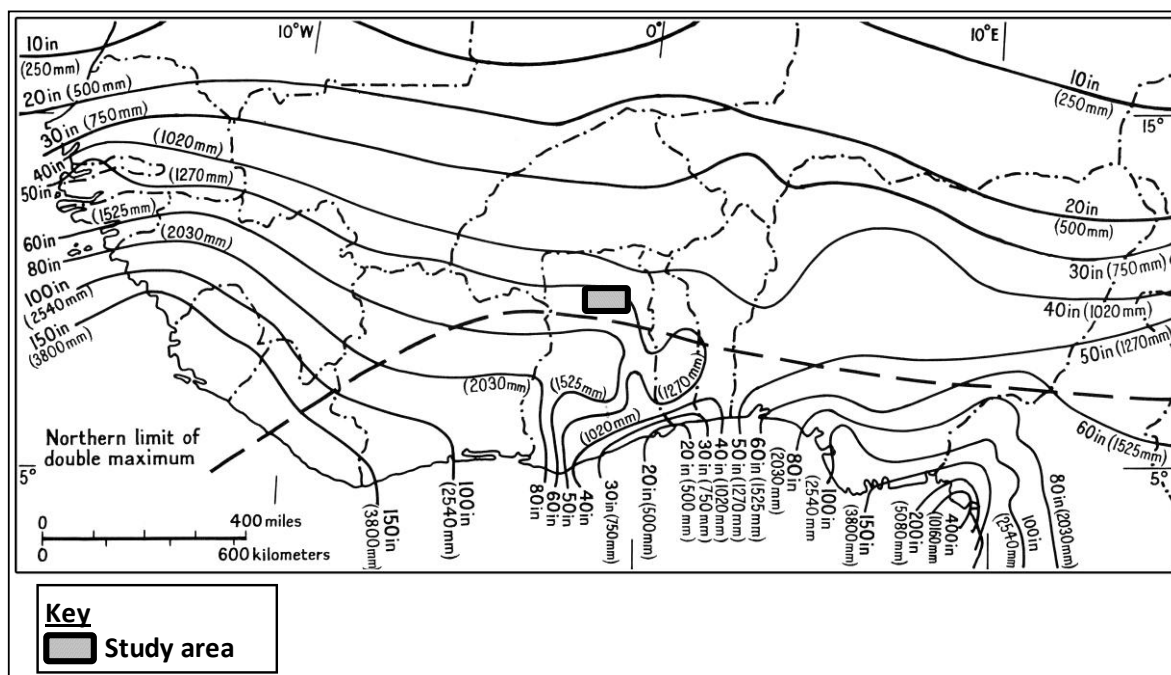 10°W
0°
10°E
10in
(250mm)
20in (500mm)
30in (750mm)
(1020mm)
40in
50in
(1270mm)
(1525mm)
60in
(2030mm)
80in
100in
(2540mm)
150in
(3800mm)
10in
(250mm)
15°
20in
(500mm)
30in (750mm)
40in (1020mm)
50in (1270mm)
60in (1525mm)
5°
(2030mm)
(1525mm)
(1270mm)
(1020mm)
Northern limit of
double maximum
5°
0 400 miles
0 600 kilometers
150in
(3800mm)
100in
(2540mm)
80in
60in
50in
40in
30in (750mm)
20in (500mm)
20in (500mm)
30in (750mm)
40in (1020mm)
50in (1270mm)
60in (1525mm)
80in
(2030mm)
100in
(2540mm
150in
(3800mm)
200in
(5080mm)
400in
(10160mm
100in
(2540mm
80in (2030mm)
Key
Study area